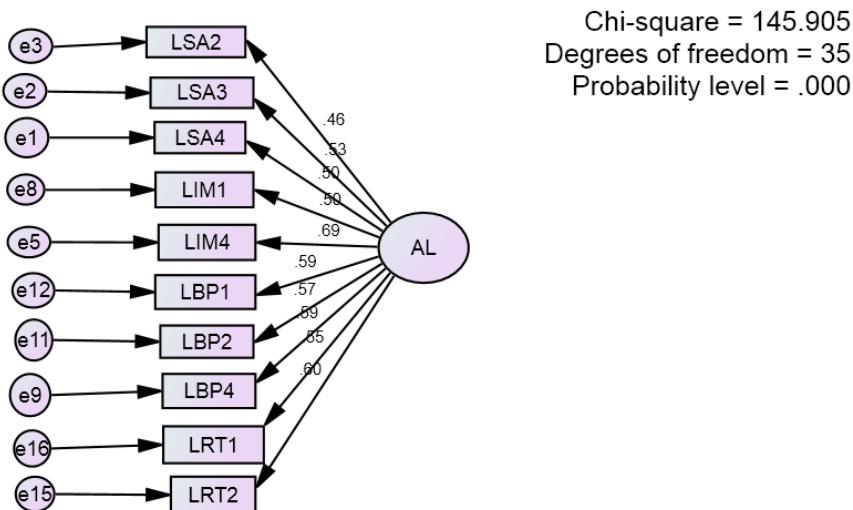 Chi-square = 145.905
Degrees of freedom = 35
Probability level = .000
e3 LSA2
e2 LSA3
e1 LSA4
e8 LIM1
e5 LIM4
e12 LBP1
e11 LBP2
e9 LBP4
e16 LRT1
e15 LRT2
.46
.53
.50
.50
.69
.59
.57
.59
.55
.60
AL